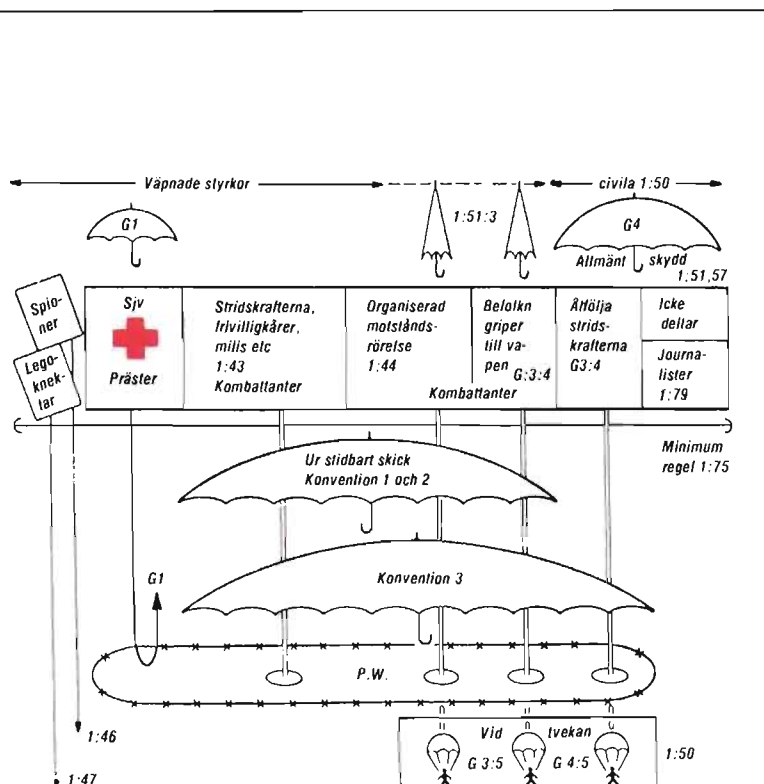 Väpnade styrkor
civila 1:50
G1
1:51:3
G4
Allmänt skydd
1:51,57
Spio-
ner
Lego-
knek-
tar
Sjv
Präster
Stridskrafterna,
frivilligkårer,
milis etc
1:43
Kombattanter
Organiserad
motstånds-
rörelse
1:44
Befolkn
griper
till va-
pen
G:3:4
Kombattanter
Åtfölja
strids-
krafterna
G3:4
Icke
deltar
Journa-
lister
1:79
Minimum
regel 1:75
Ur stidbart skick
Konvention 1 och 2
G1
Konvention 3
P.W.
1:46
1:47
Vid tvekan
G 3:5
G 4:5
1:50